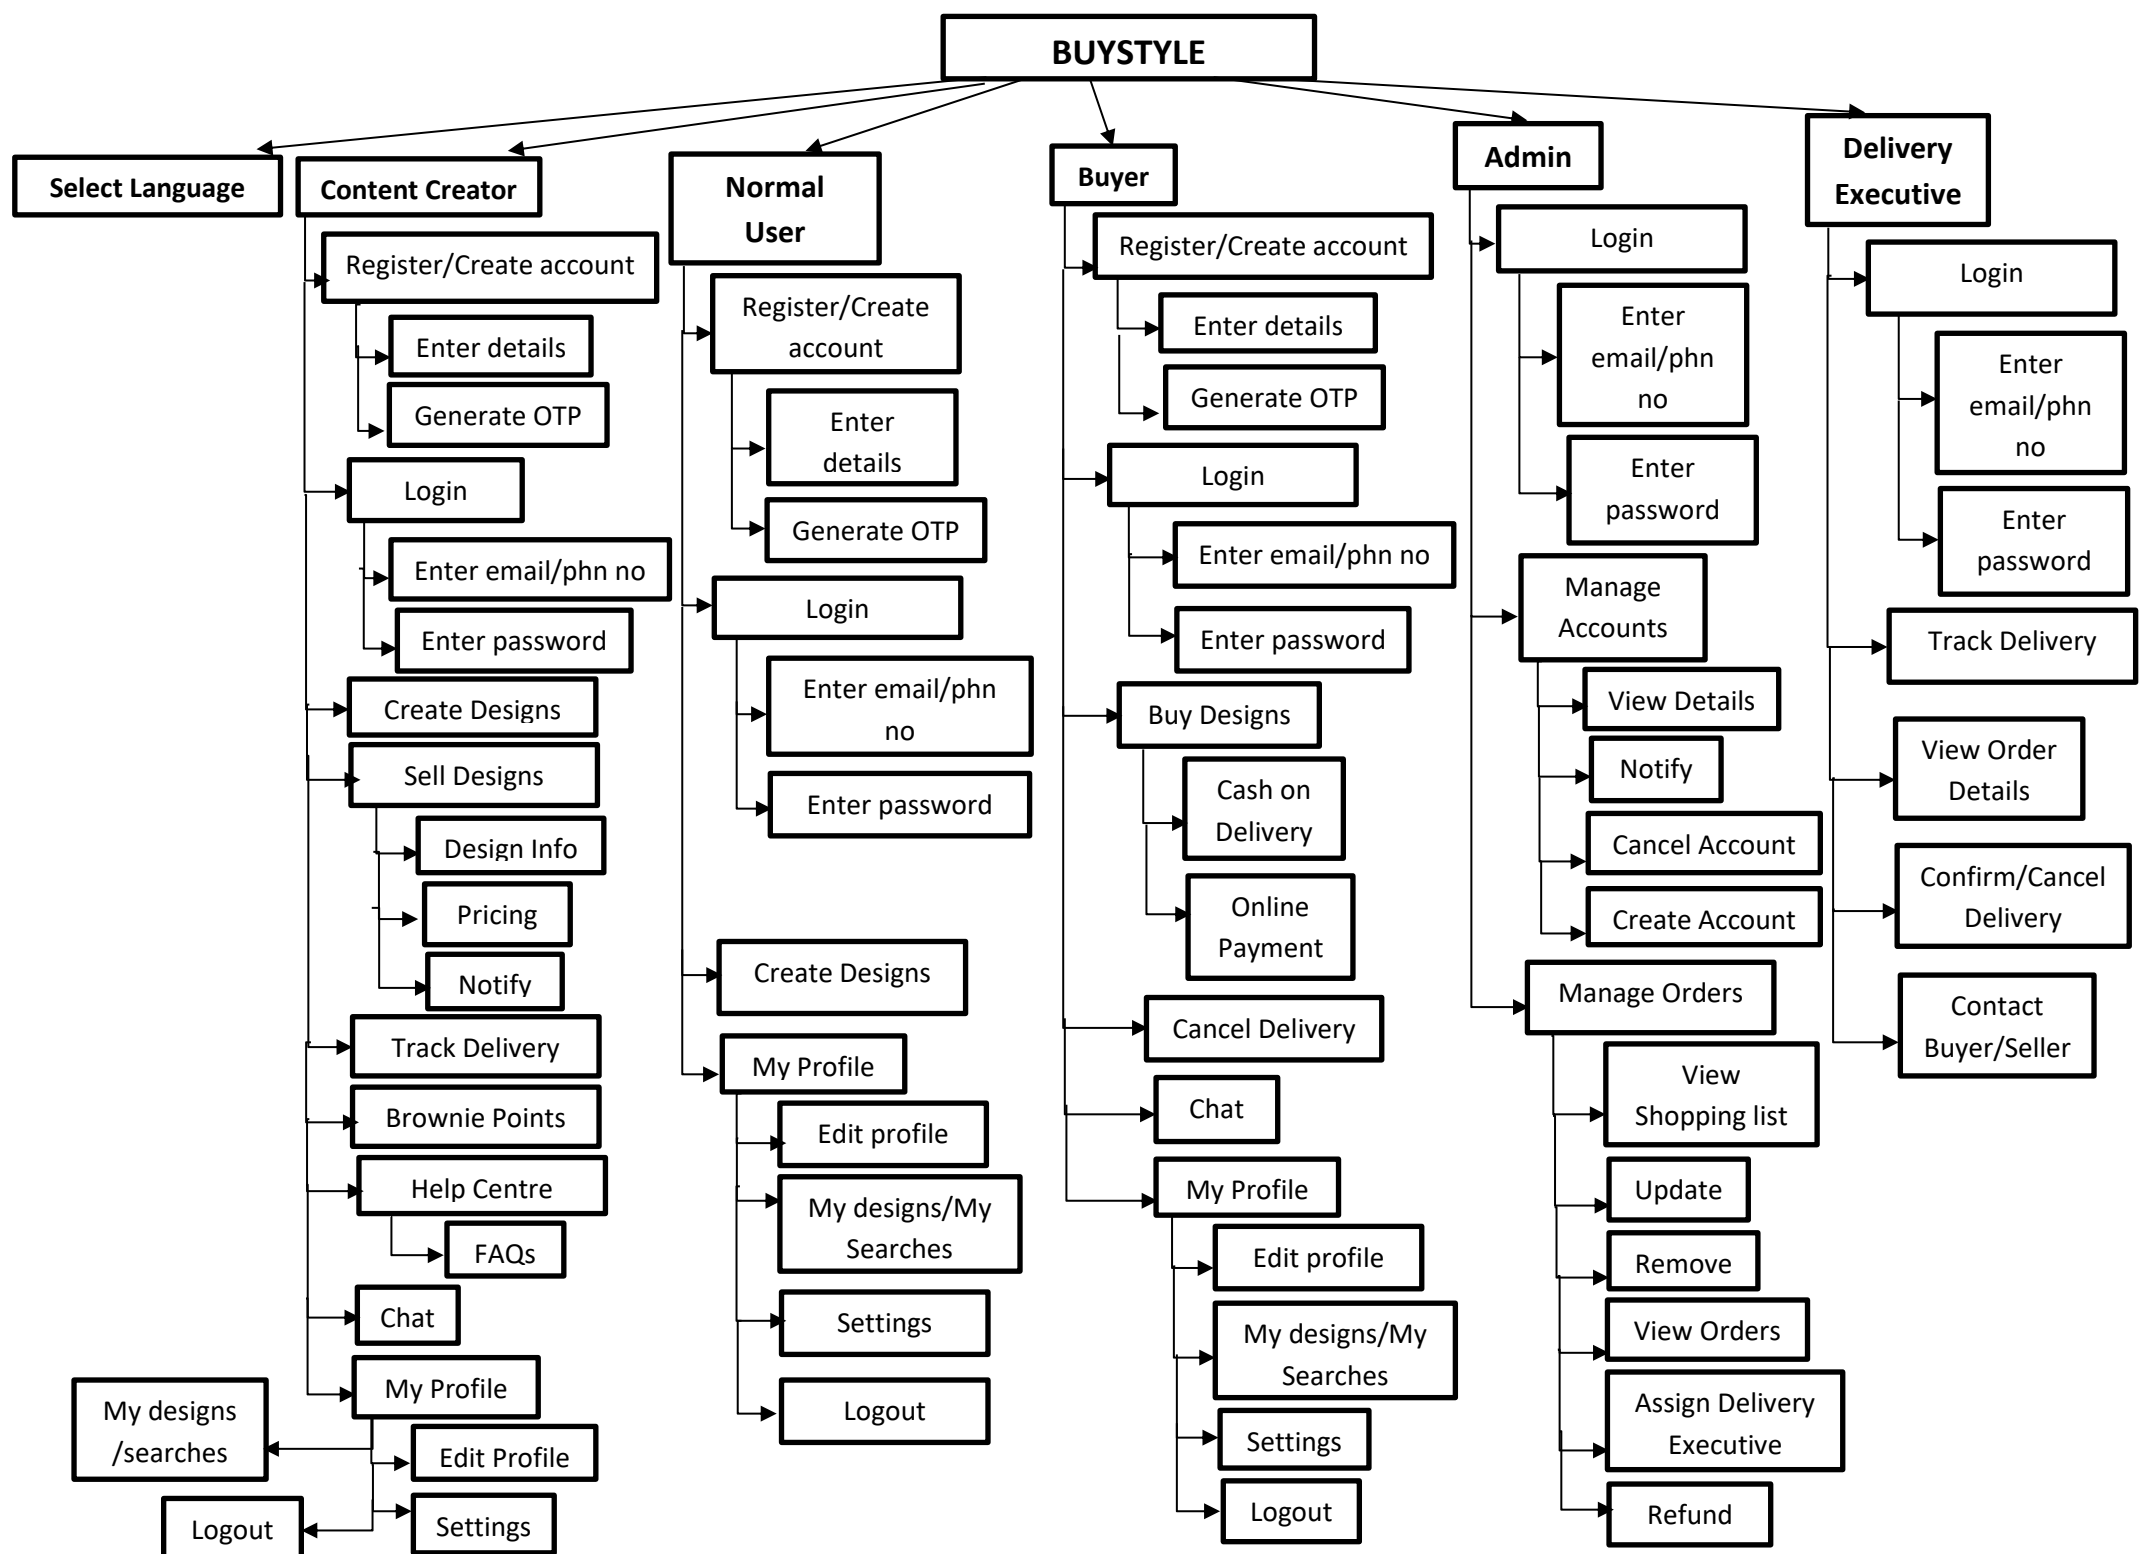 BUYSTYLE
Select Language
Content Creator
Register/Create account
Enter details
Generate OTP
Login
Enter email/phn no
Enter password
Create Designs
Sell Designs
Design Info
Pricing
Notify
Track Delivery
Brownie Points
Help Centre
FAQs
Chat
My Profile
My designs
/searches
Edit Profile
Logout
Settings
Normal
User
Register/Create
account
Enter
details
Generate OTP
Login
Enter email/phn
no
Enter password
Create Designs
My Profile
Edit profile
My designs/My
Searches
Settings
Logout
Buyer
Register/Create account
Enter details
Generate OTP
Login
Enter email/phn no
Enter password
Buy Designs
Cash on
Delivery
Online
Payment
Cancel Delivery
Chat
My Profile
Edit profile
My designs/My
Searches
Settings
Logout
Admin
Login
Enter
email/phn
no
Enter
password
Manage
Accounts
View Details
Notify
Cancel Account
Create Account
Manage Orders
View
Shopping list
Update
Remove
View Orders
Assign Delivery
Executive
Refund
Delivery
Executive
Login
Enter
email/phn
no
Enter
password
Track Delivery
View Order
Details
Confirm/Cancel
Delivery
Contact
Buyer/Seller